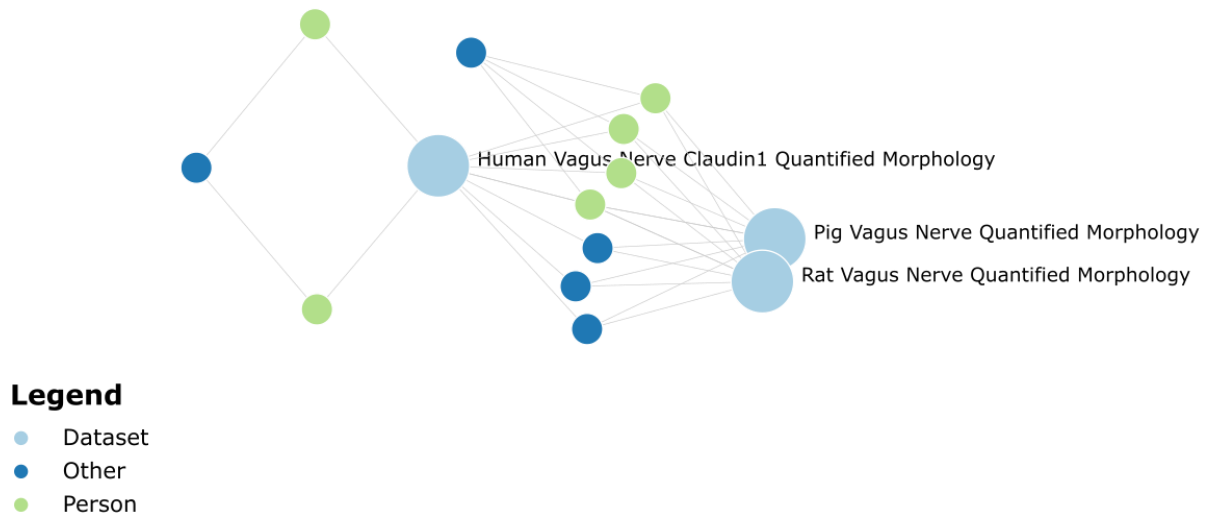 Human Vagus Nerve Claudin1 Quantified Morphology
Pig Vagus Nerve Quantified Morphology
Rat Vagus Nerve Quantified Morphology
Legend
Dataset
Other
Person